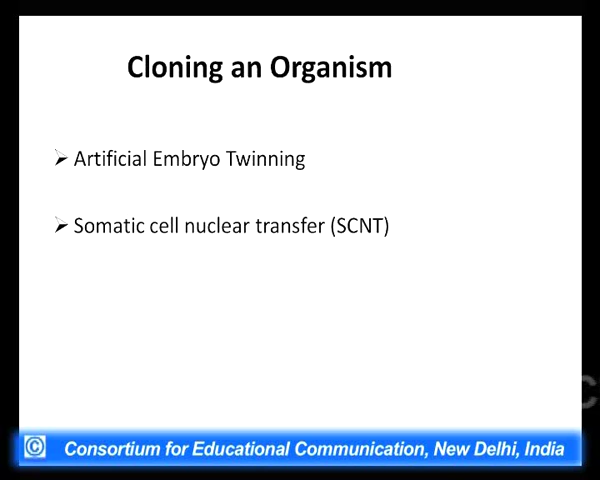 Cloning an Organism
➢ Artificial Embryo Twinning
➢ Somatic cell nuclear transfer (SCNT)
C
© Consortium for Educational Communication, New Delhi, India